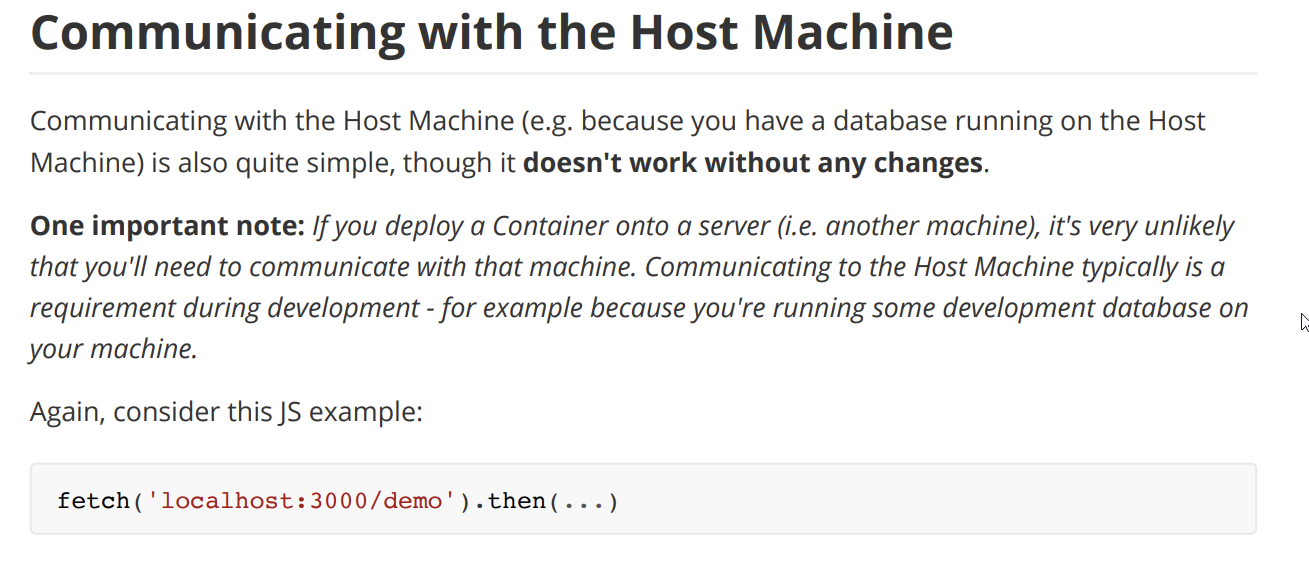 Communicating with the Host Machine
Communicating with the Host Machine (e.g. because you have a database running on the Host
Machine) is also quite simple, though it doesn't work without any changes.
One important note: If you deploy a Container onto a server (i.e. another machine), it's very unlikely
that you'll need to communicate with that machine. Communicating to the Host Machine typically is a
requirement during development - for example because you're running some development database on
your machine.
Again, consider this JS example:
fetch('localhost:3000/demo').then(...)